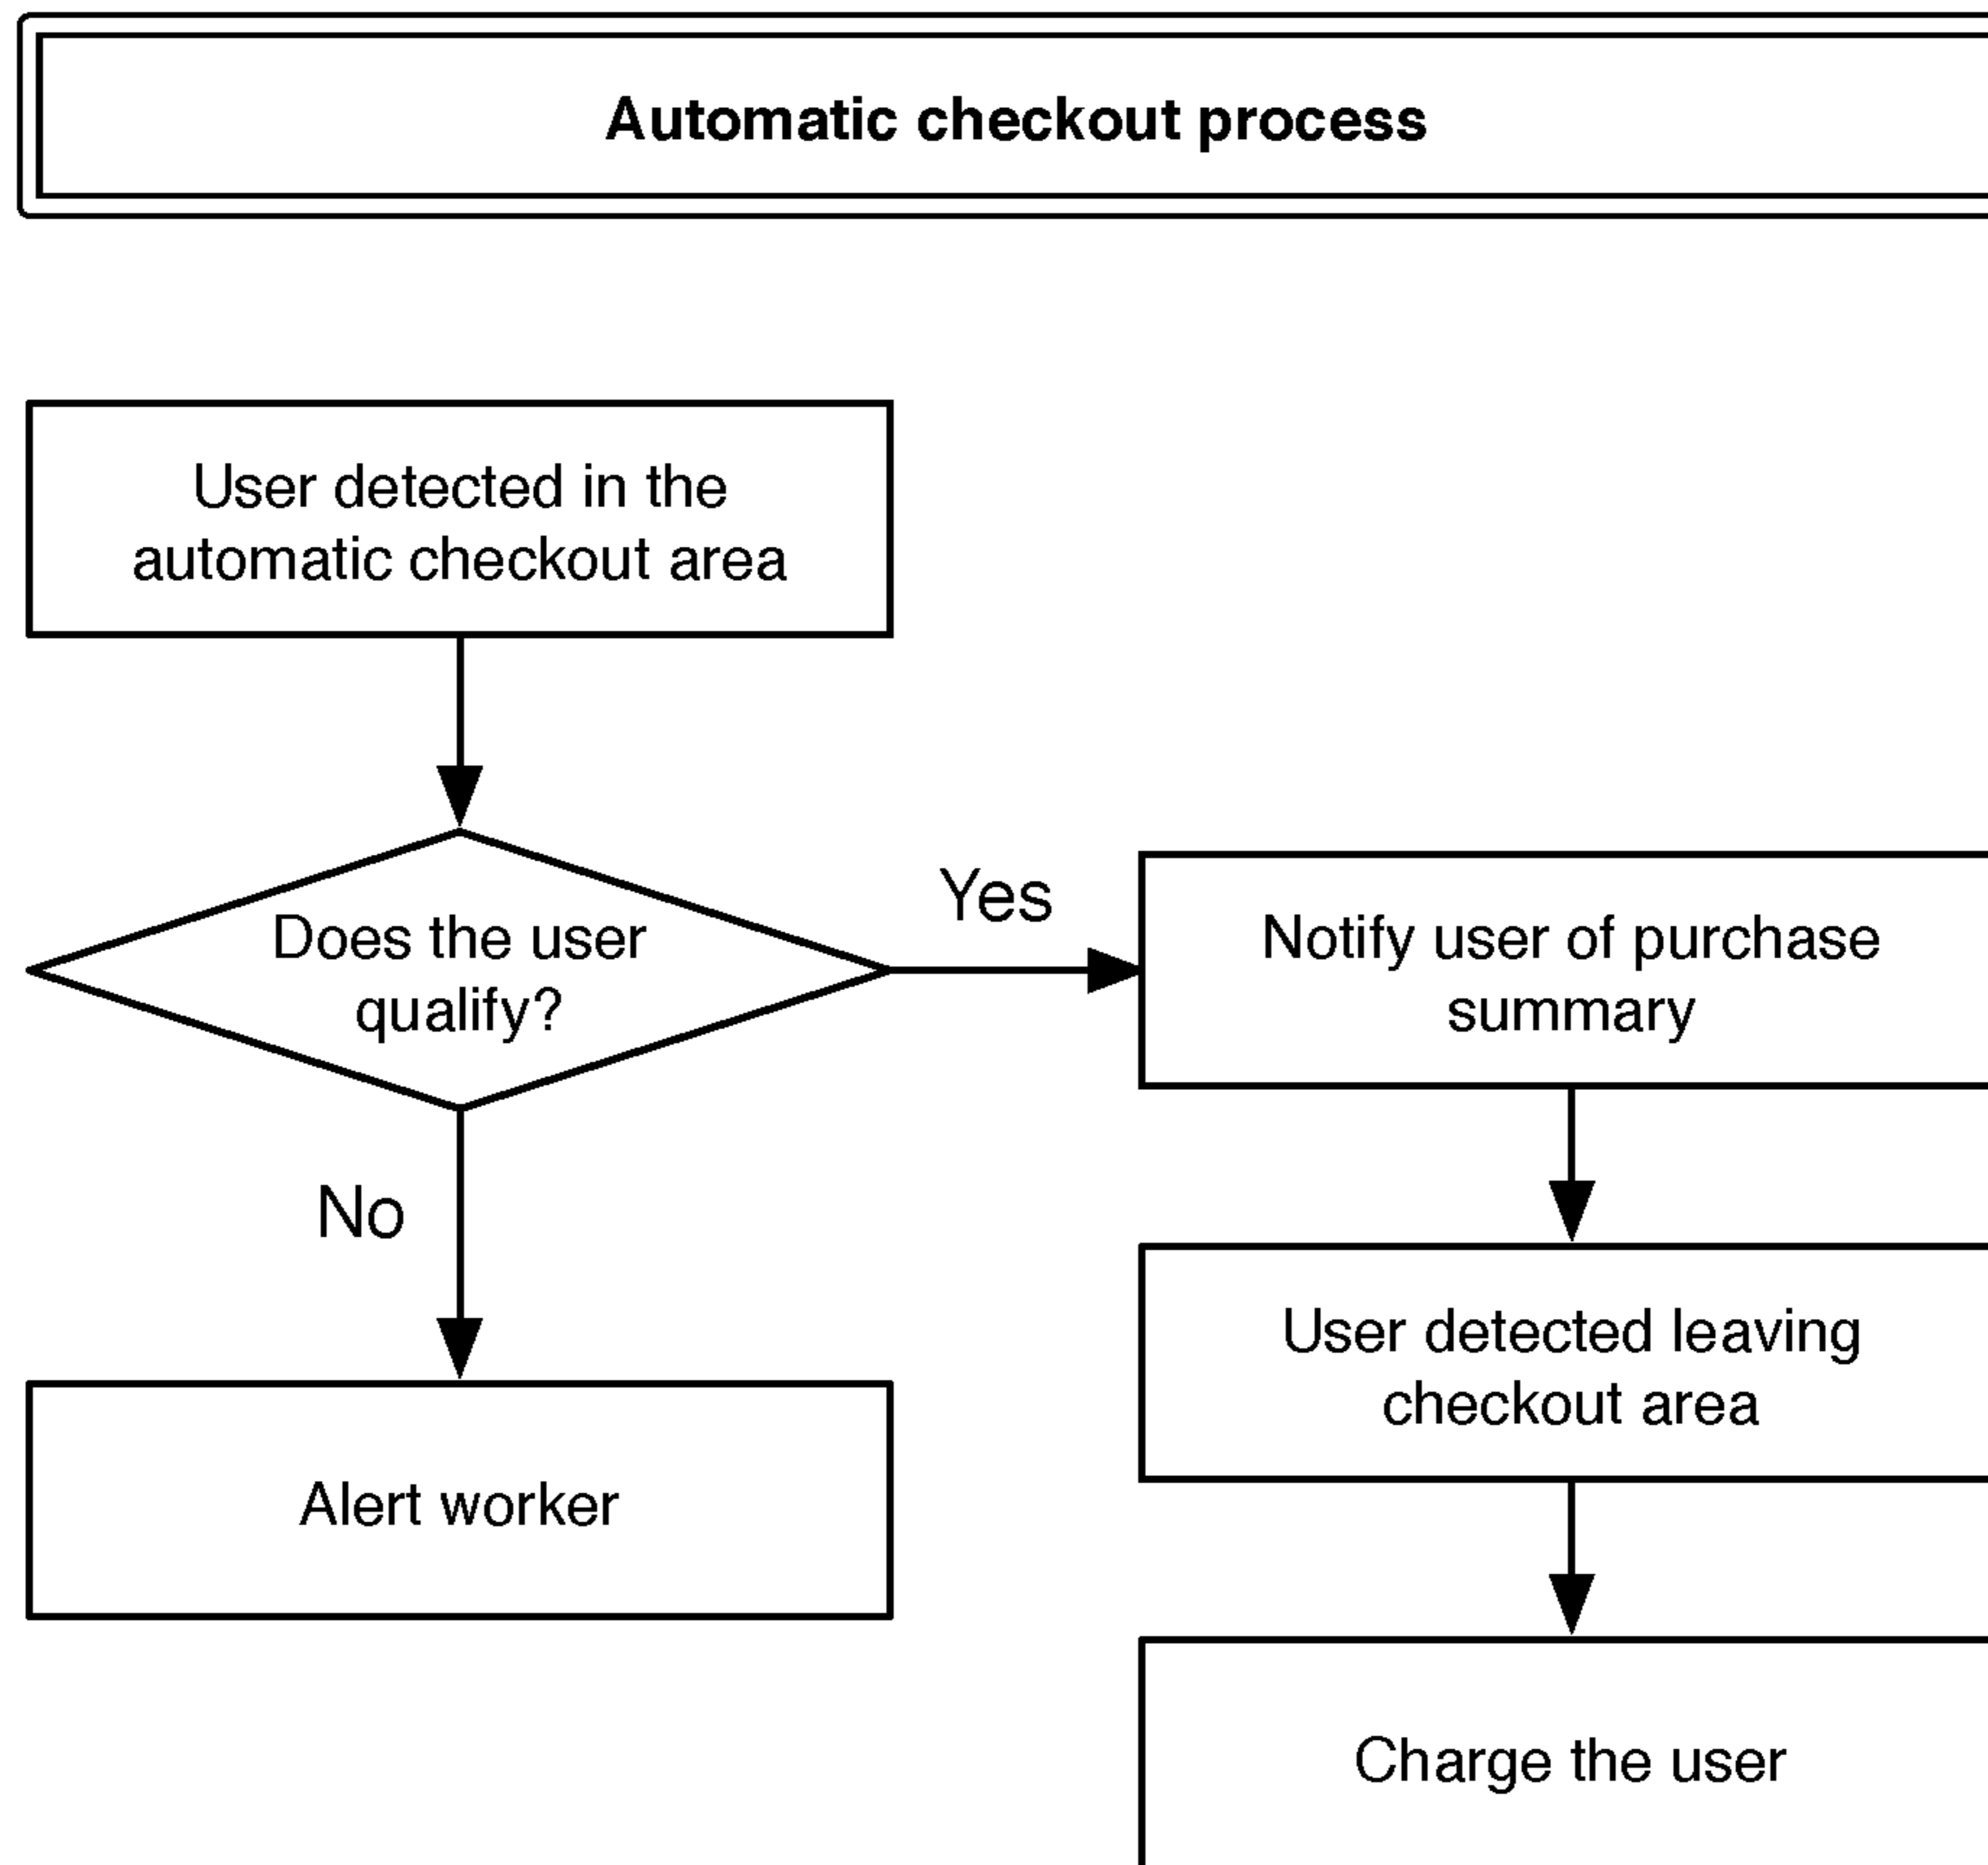 Automatic checkout process
User detected in the
automatic checkout area
Does the user
qualify?
Yes
Notify user of purchase
summary
No
User detected leaving
checkout area
Alert worker
Charge the user